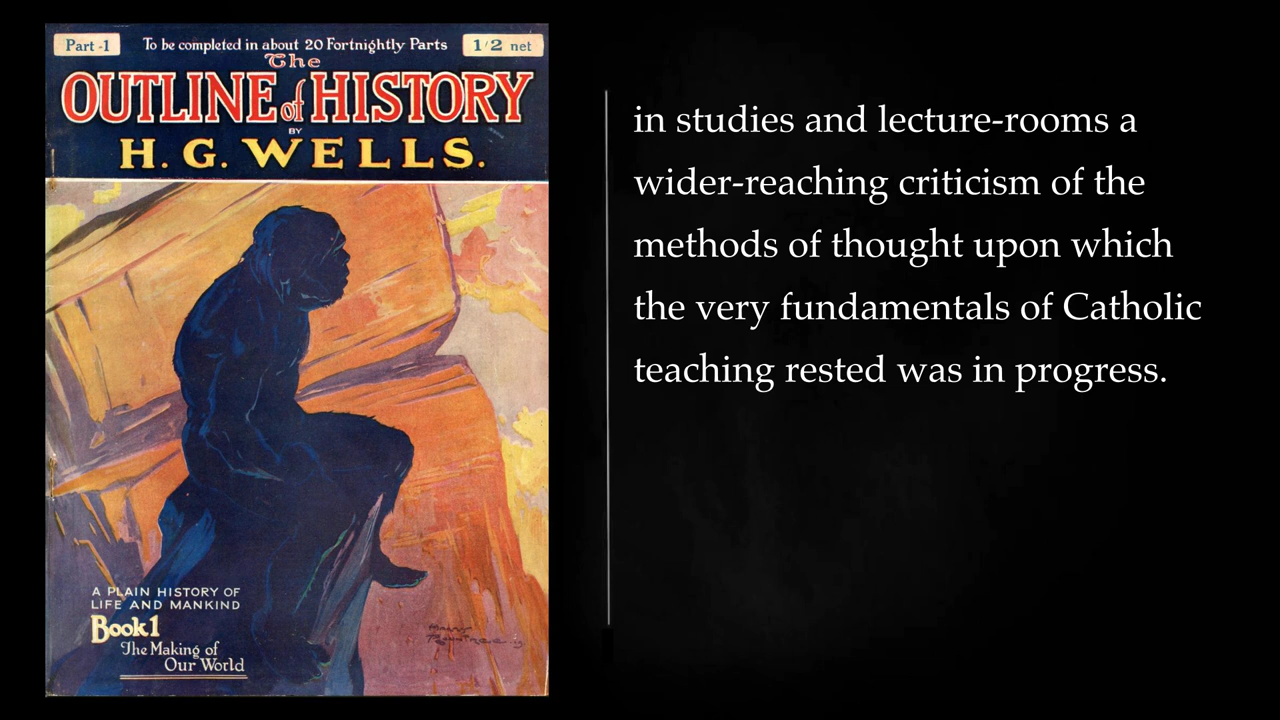 Part -1
To be completed in about 20 Fortnightly Parts
1/2 net
The
OUTLINE of HISTORY
BY
H. G. WELLS.
A PLAIN HISTORY OF
LIFE AND MANKIND
Book 1
The Making of
Our World
in studies and lecture-rooms a
wider-reaching criticism of the
methods of thought upon which
the very fundamentals of Catholic
teaching rested was in progress.